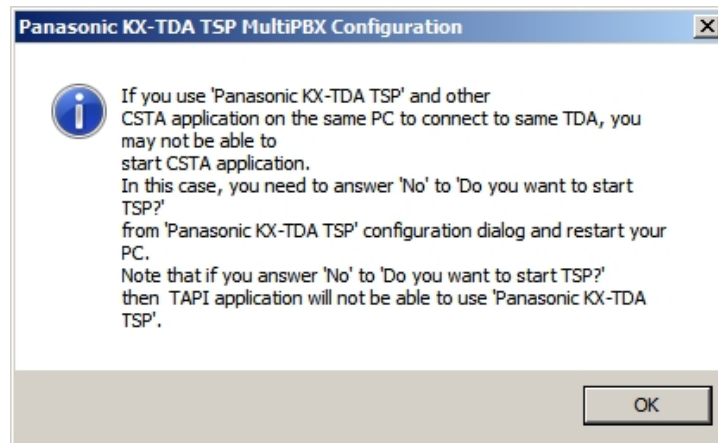 Panasonic KX-TDA TSP MultiPBX Configuration
If you use 'Panasonic KX-TDA TSP' and other
CSTA application on the same PC to connect to same TDA, you
may not be able to
start CSTA application.
In this case, you need to answer 'No' to 'Do you want to start
TSP?'
from 'Panasonic KX-TDA TSP' configuration dialog and restart your
PC.
Note that if you answer 'No' to 'Do you want to start TSP?'
then  TAPI application will not be able to use 'Panasonic KX-TDA
TSP'.
OK